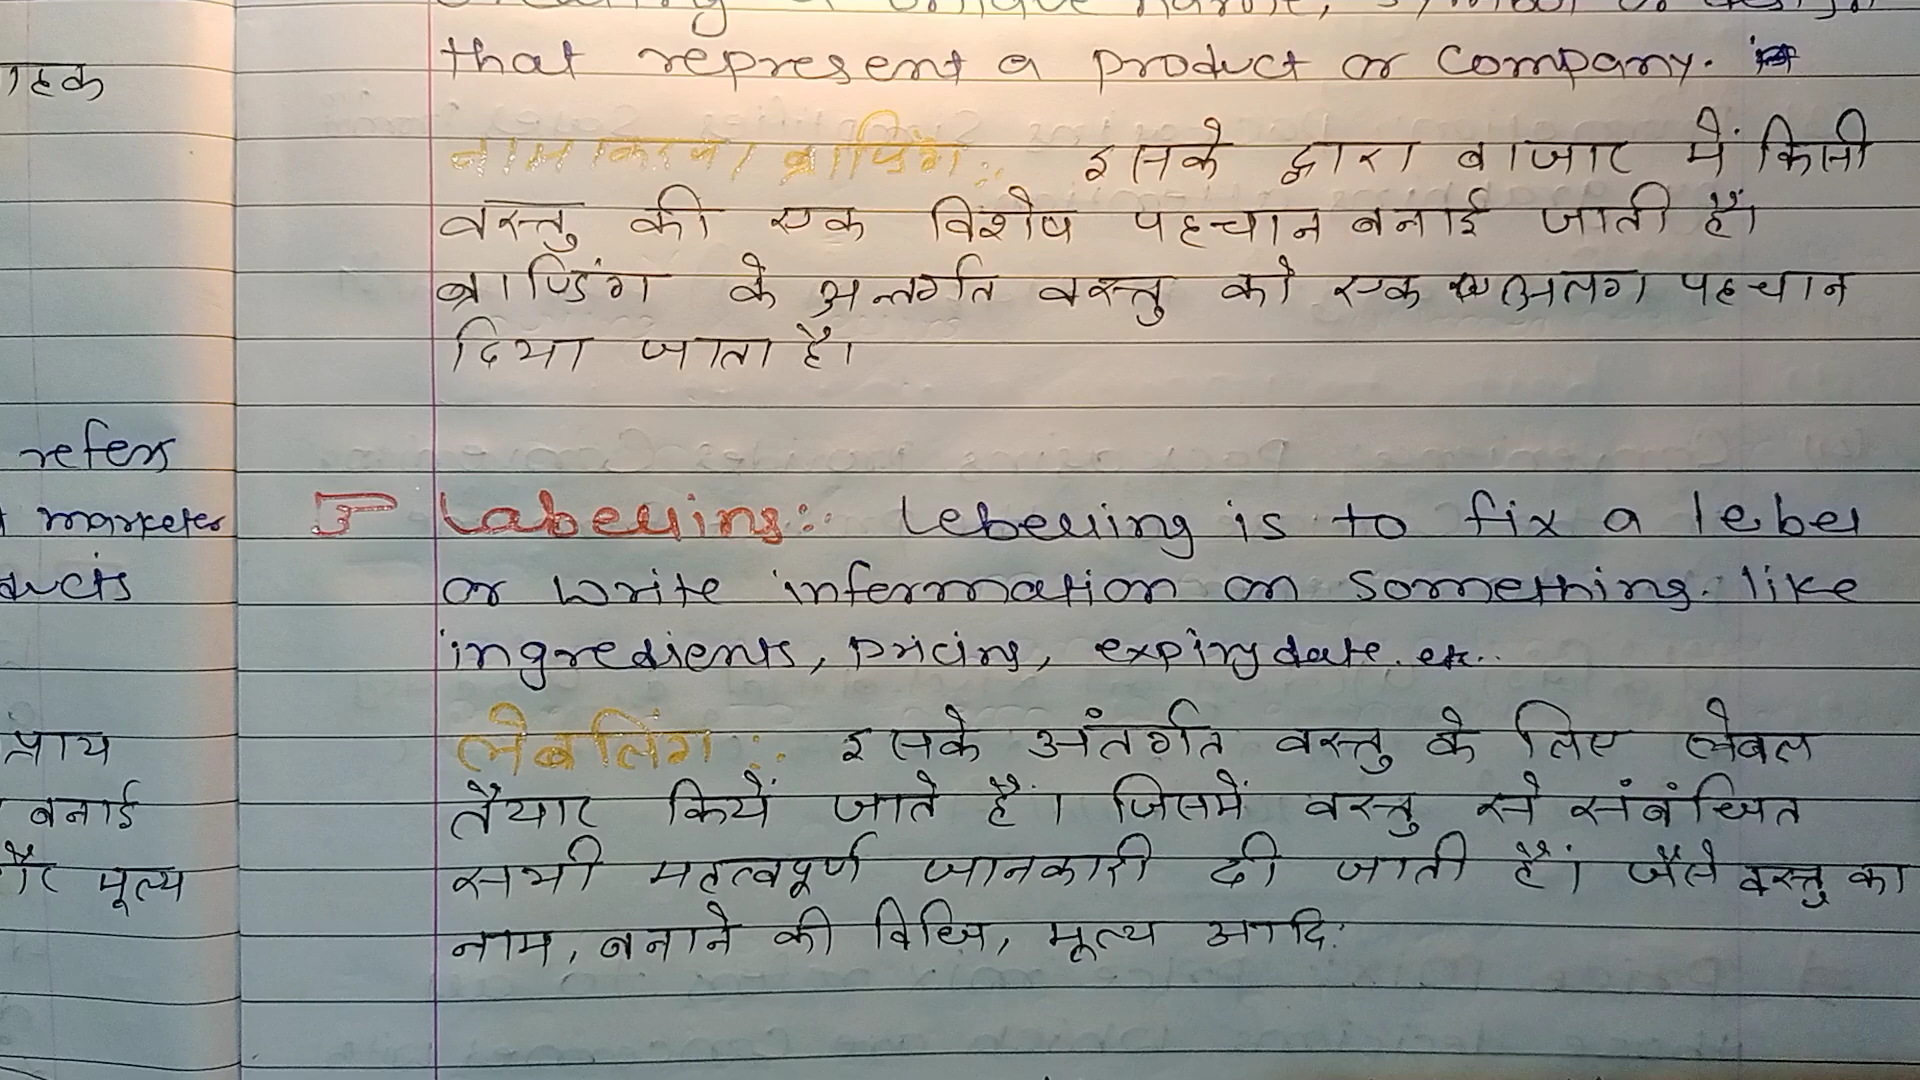 that represent a product or company.
नामकरण/ब्राण्डिंग:- इसके द्वारा बाजार में किसी
वस्तु की एक विशेष पहचान बनाई जाती हैं।
ब्राण्डिंग के अन्तर्गत वस्तु को एक अलग पहचान
दिया जाता है।
Labelling:- Lebelling is to fix a lebel
or write infermation on something. like
ingredients, pricing, expiry date. etc..
लेबलिंग:- इसके अंतर्गत वस्तु के लिए लेबल
तैयार कियें जाते हैं। जिसमें वस्तु से संबंधित
सभी महत्वपूर्ण जानकारी दी जाती हैं। जैसे वस्तु का
नाम, बनाने की विधि, मूल्य आदि.
refers
marketer
ducts
प्राय
बनाई
मूल्य